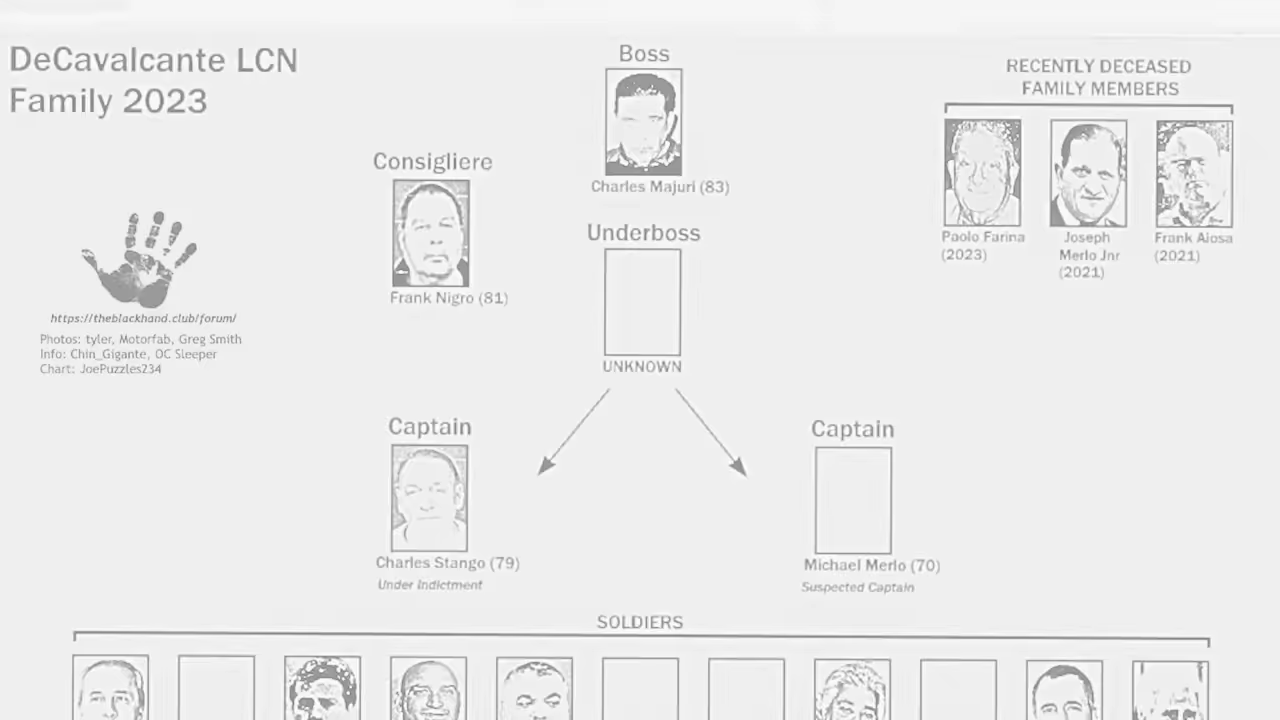 DeCavalcante LCN
Family 2023
Boss
Charles Majuri (83)
Consigliere
Frank Nigro (81)
Underboss
UNKNOWN
RECENTLY DECEASED
FAMILY MEMBERS
Paolo Farina
(2023)
Joseph
Merlo Jnr
(2021)
Frank Aiosa
(2021)
https://theblackhand.club/forum/
Photos: tyler, Motorfab, Greg Smith
Info: Chin_Gigante, OC Sleeper
Chart: JoePuzzles234
Captain
Charles Stango (79)
Under Indictment
Captain
Michael Merlo (70)
Suspected Captain
SOLDIERS